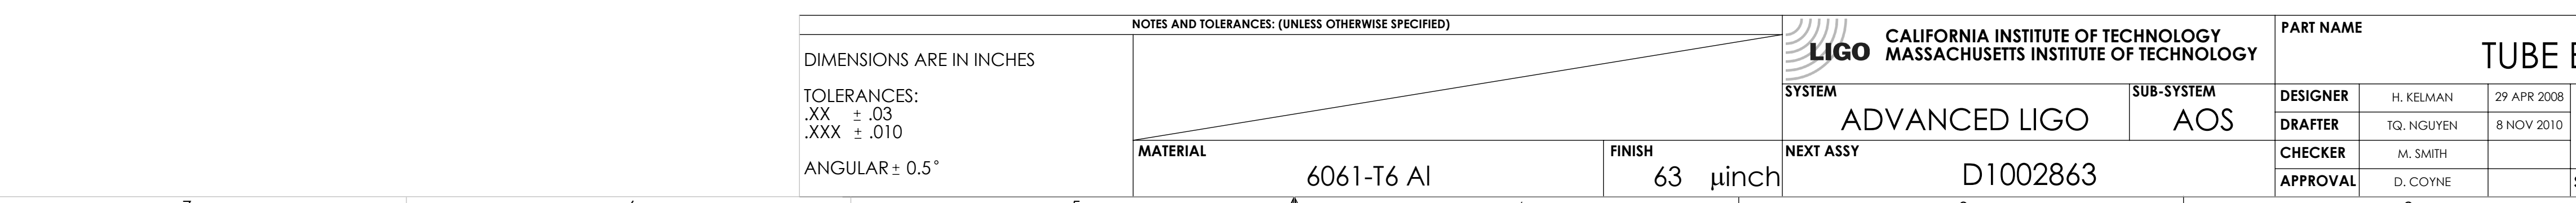 NOTES AND TOLERANCES: (UNLESS OTHERWISE SPECIFIED)
DIMENSIONS ARE IN INCHES
TOLERANCES:
.XX ± .03
.XXX ± .010
ANGULAR ± 0.5°
MATERIAL
6061-T6 Al
FINISH
63 µinch
LIGO
CALIFORNIA INSTITUTE OF TECHNOLOGY
MASSACHUSETTS INSTITUTE OF TECHNOLOGY
SYSTEM
ADVANCED LIGO
SUB-SYSTEM
AOS
NEXT ASSY
D1002863
PART NAME
TUBE
DESIGNER H. KELMAN 29 APR 2008
DRAFTER TQ. NGUYEN 8 NOV 2010
CHECKER M. SMITH
APPROVAL D. COYNE